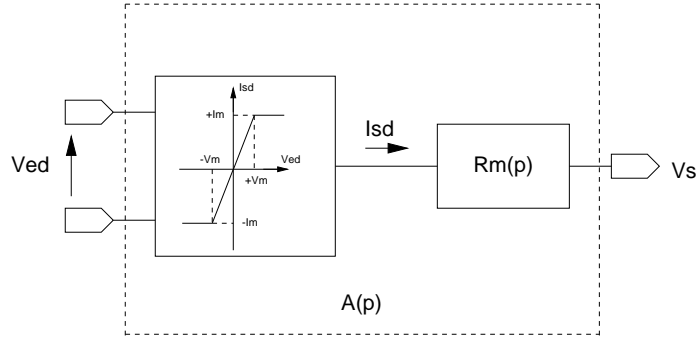 Isd
+Im
-Vm
Ved
+Vm
-Im
Ved
Isd
Rm(p)
Vs
A(p)